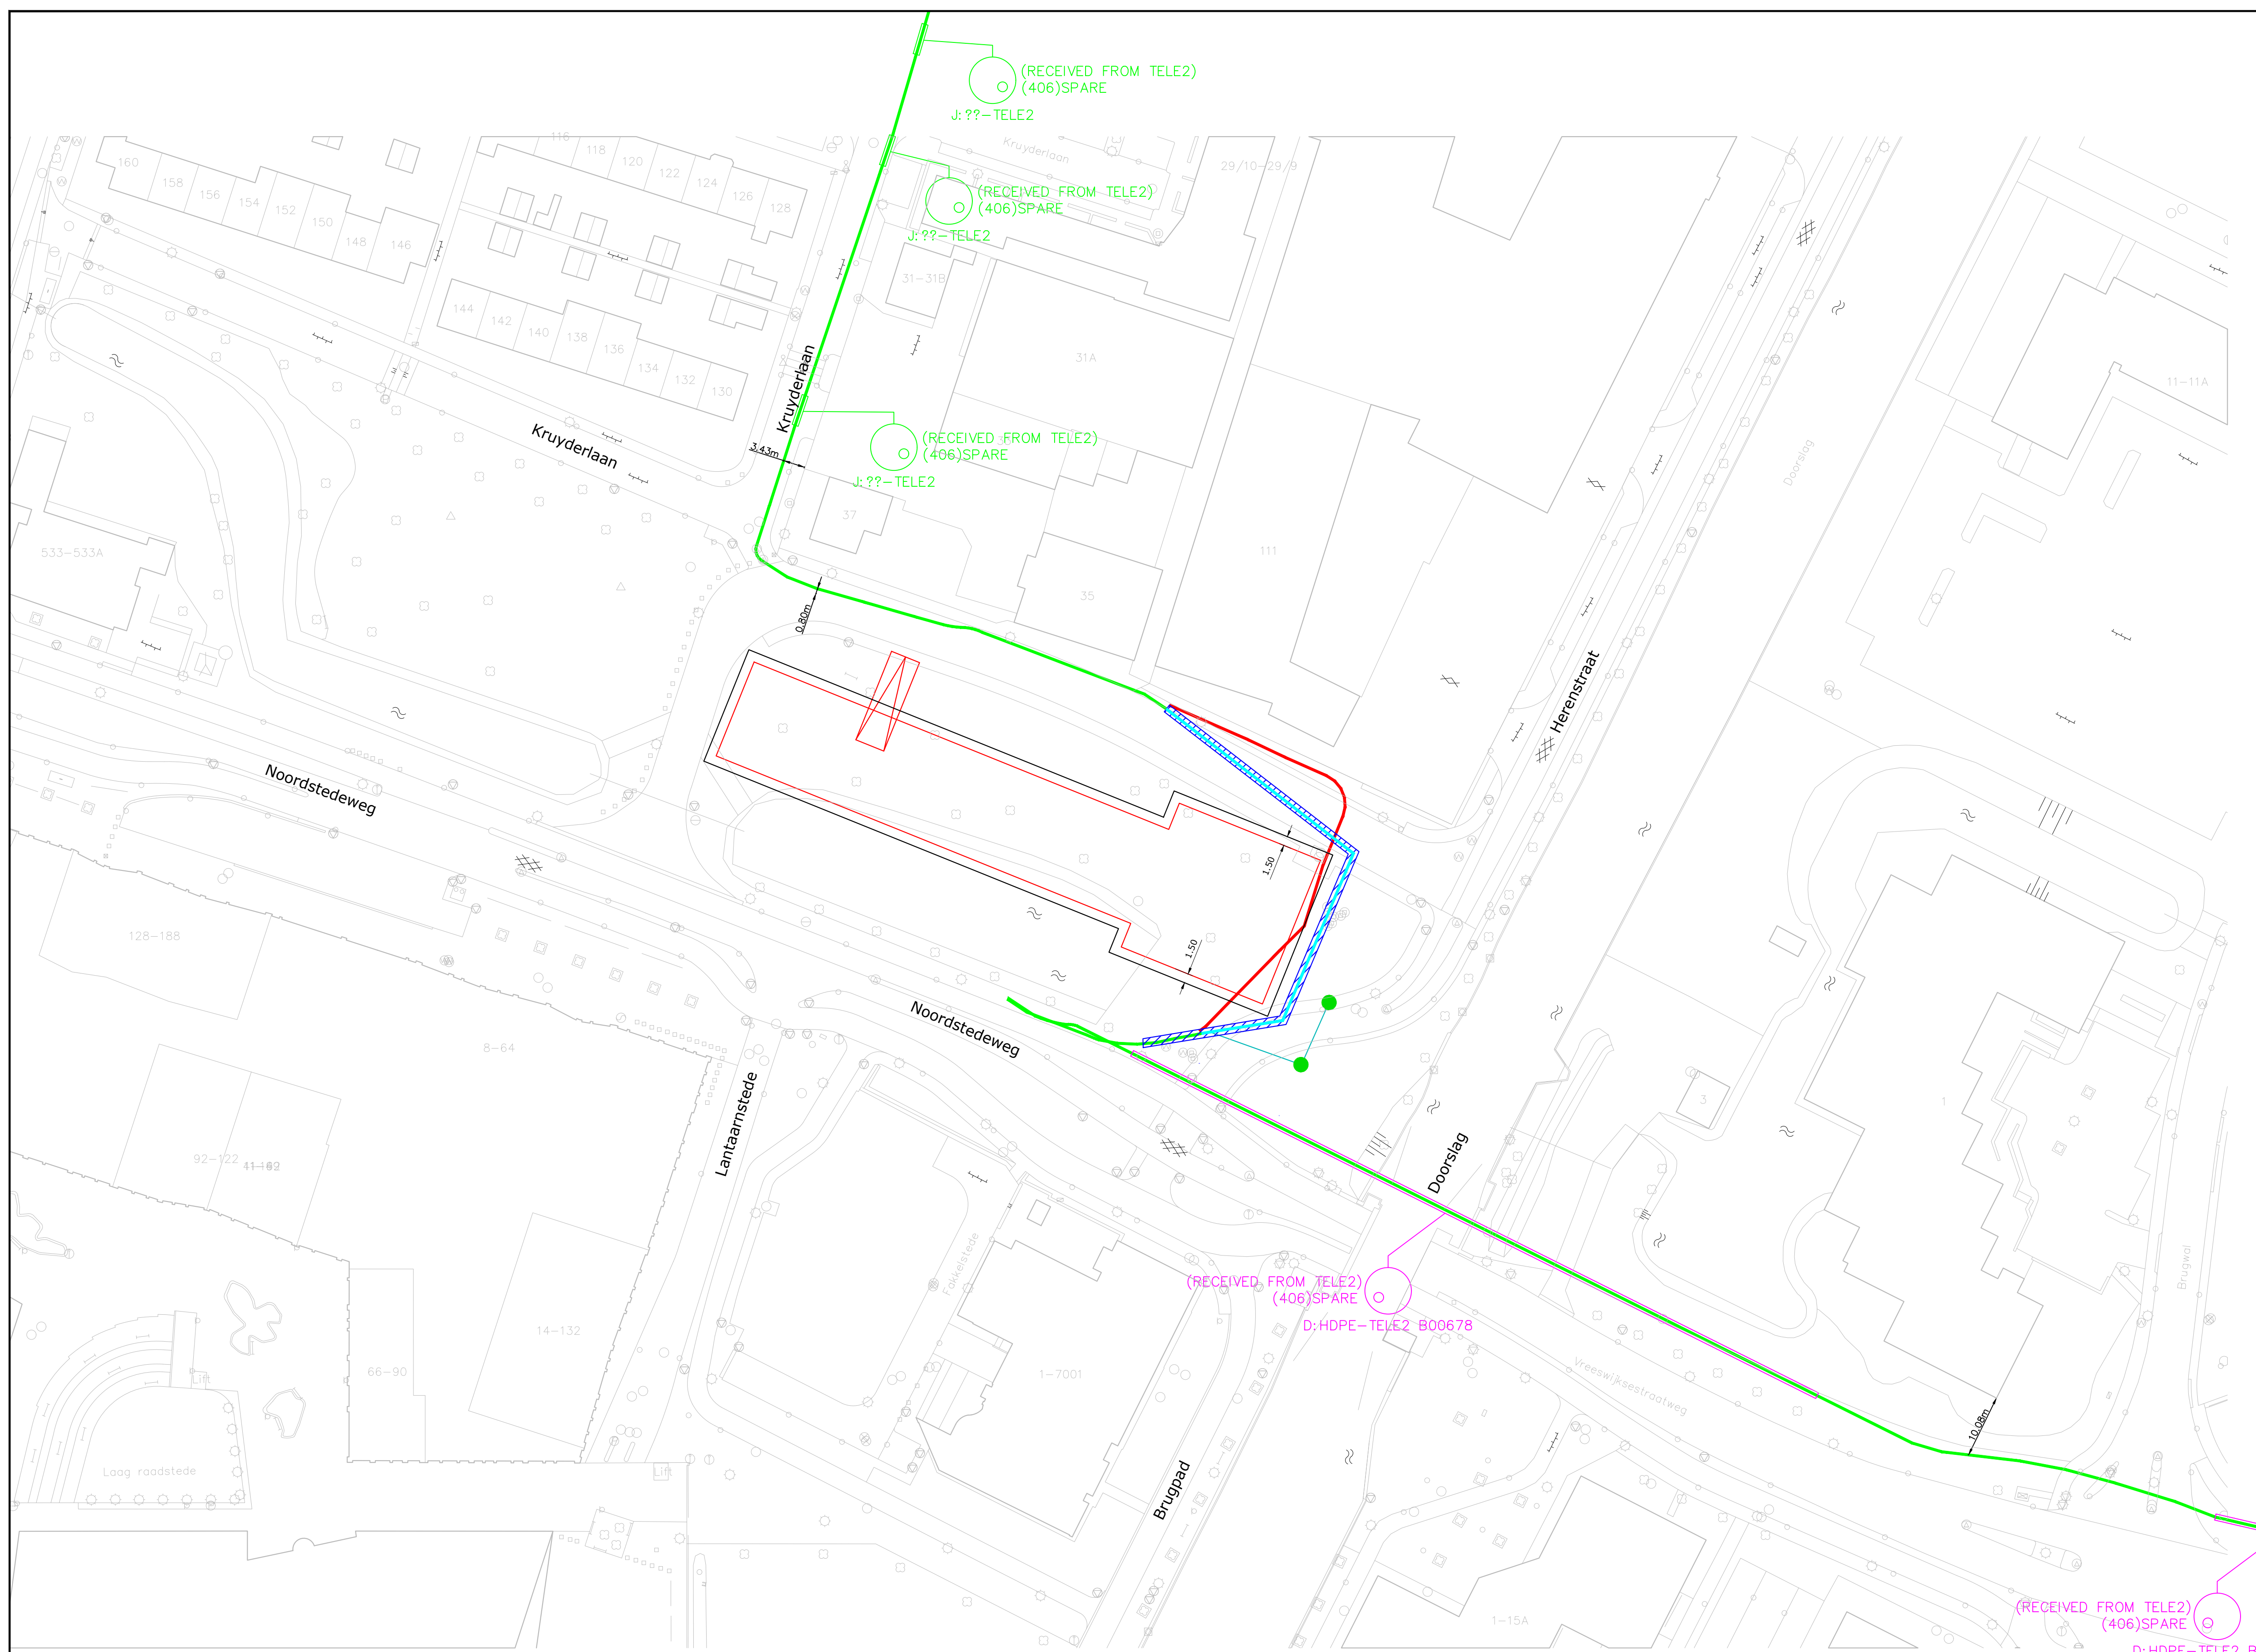 (RECEIVED FROM TELE2)
(406)SPARE
J:??-TELE2
Kruyderlaan
29/10-29/9
116
118
120
122
124
126
128
160
158
156
154
152
150
148
146
(RECEIVED FROM TELE2)
(406)SPARE
J:??-TELE2
31-31B
144
142
140
138
136
134
132
130
31A
11-11A
Kruyderlaan
Kruyderlaan
(RECEIVED FROM TELE2)
(406)SPARE
J:??-TELE2
3.43m
Doorslag
37
533-533A
111
35
0.80m
Herenstraat
Noordstedeweg
1.50
1.50
128-188
8-64
Noordstedeweg
Lantaarnstede
3
1
92-122
Doorslag
Fakkelstede
(RECEIVED FROM TELE2)
(406)SPARE
D:HDPE-TELE2 B00678
Brugwal
14-132
66-90
Lift
1-7001
Vreeswijksestraatweg
10.08m
Laag raadstede
Lift
Brugpad
1-15A
(RECEIVED FROM TELE2)
(406)SPARE
D:HDPE-TELE2 B